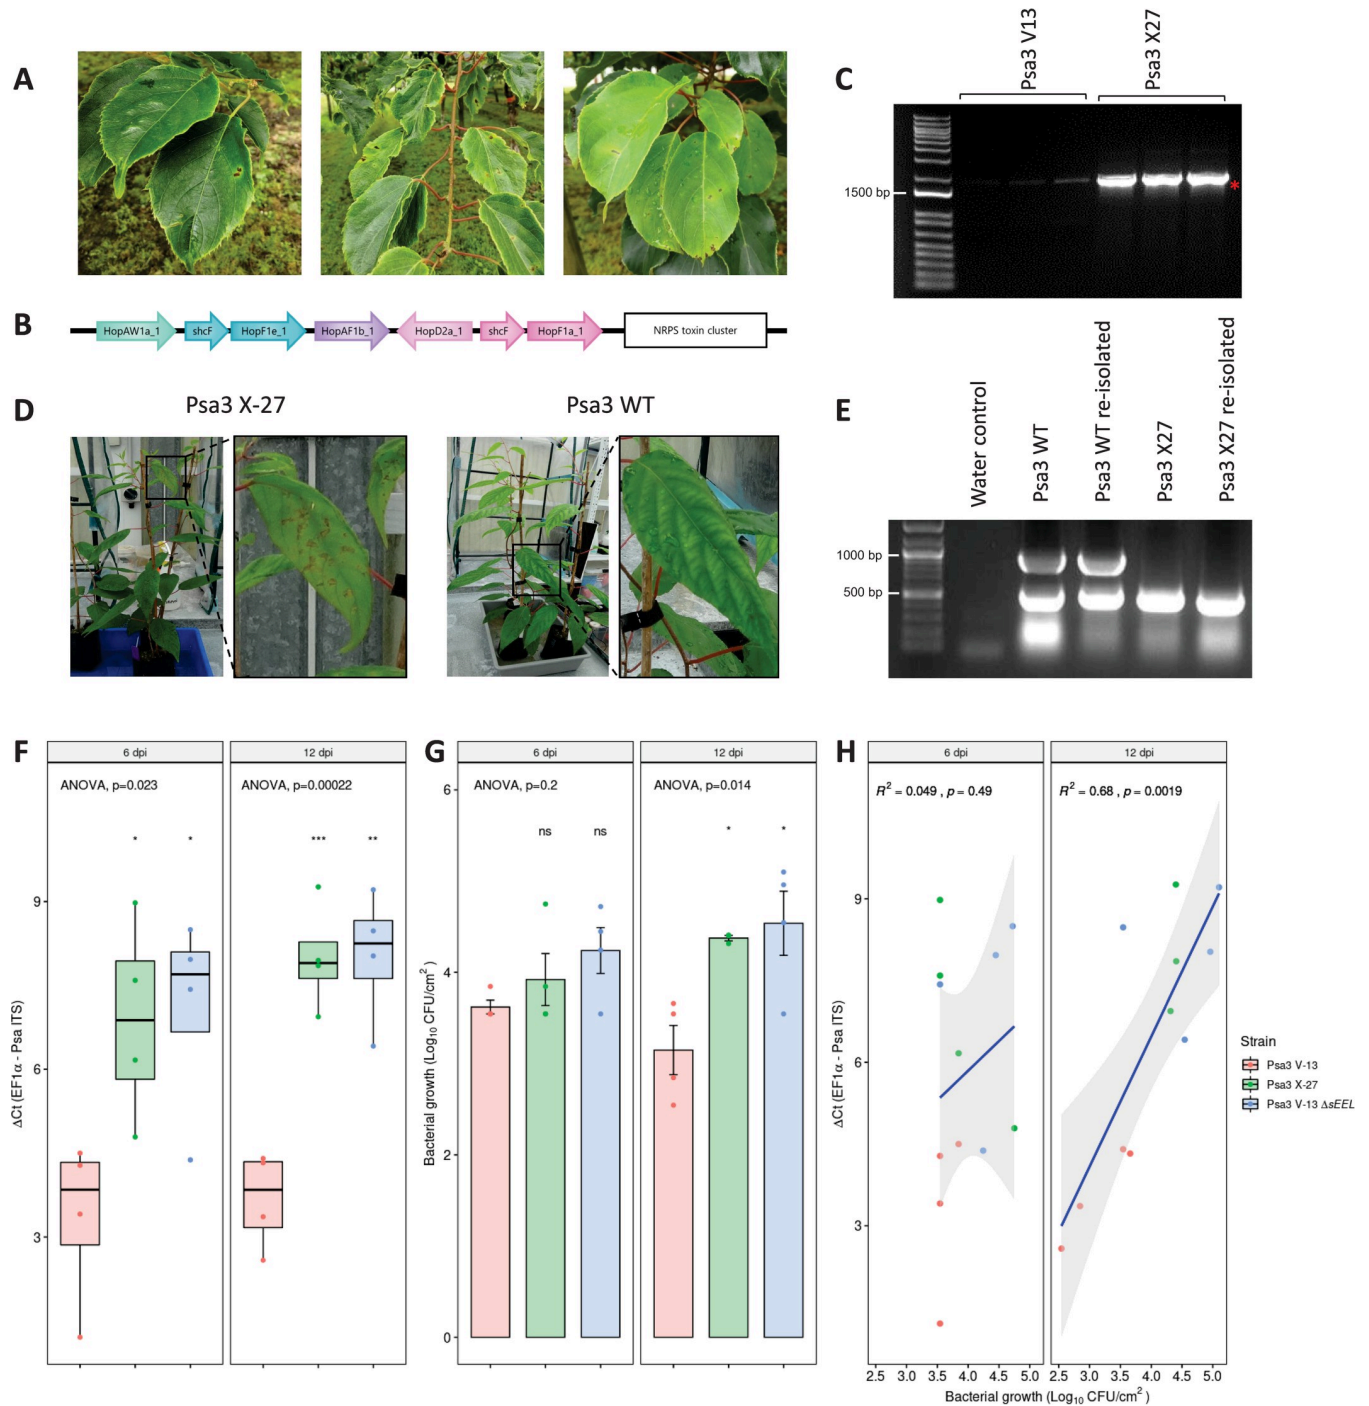 A
B
HopAW1a_1
shcF
HopF1e_1
HopAF1b_1
HopD2a_1
shcF
HopF1a_1
NRPS toxin cluster
C
Psa3 V13
Psa3 X27
1500 bp
*
D
Psa3 X-27
Psa3 WT
E
Water control
Psa3 WT
Psa3 WT re-isolated
Psa3 X27
Psa3 X27 re-isolated
1000 bp
500 bp
F
6 dpi
12 dpi
ANOVA, p=0.023
ANOVA, p=0.00022
*
*
***
**
9
6
3
ΔCt (EF1α - Psa ITS)
G
6 dpi
12 dpi
ANOVA, p=0.2
ANOVA, p=0.014
ns
ns
*
*
6
4
2
0
Bacterial growth (Log10 CFU/cm²)
H
6 dpi
12 dpi
R² = 0.049 , p = 0.49
R² = 0.68 , p = 0.0019
9
6
3
ΔCt (EF1α - Psa ITS)
2.5 3.0 3.5 4.0 4.5 5.0
2.5 3.0 3.5 4.0 4.5 5.0
Bacterial growth (Log10 CFU/cm²)
Strain
Psa3 V-13
Psa3 X-27
Psa3 V-13 ΔsEEL